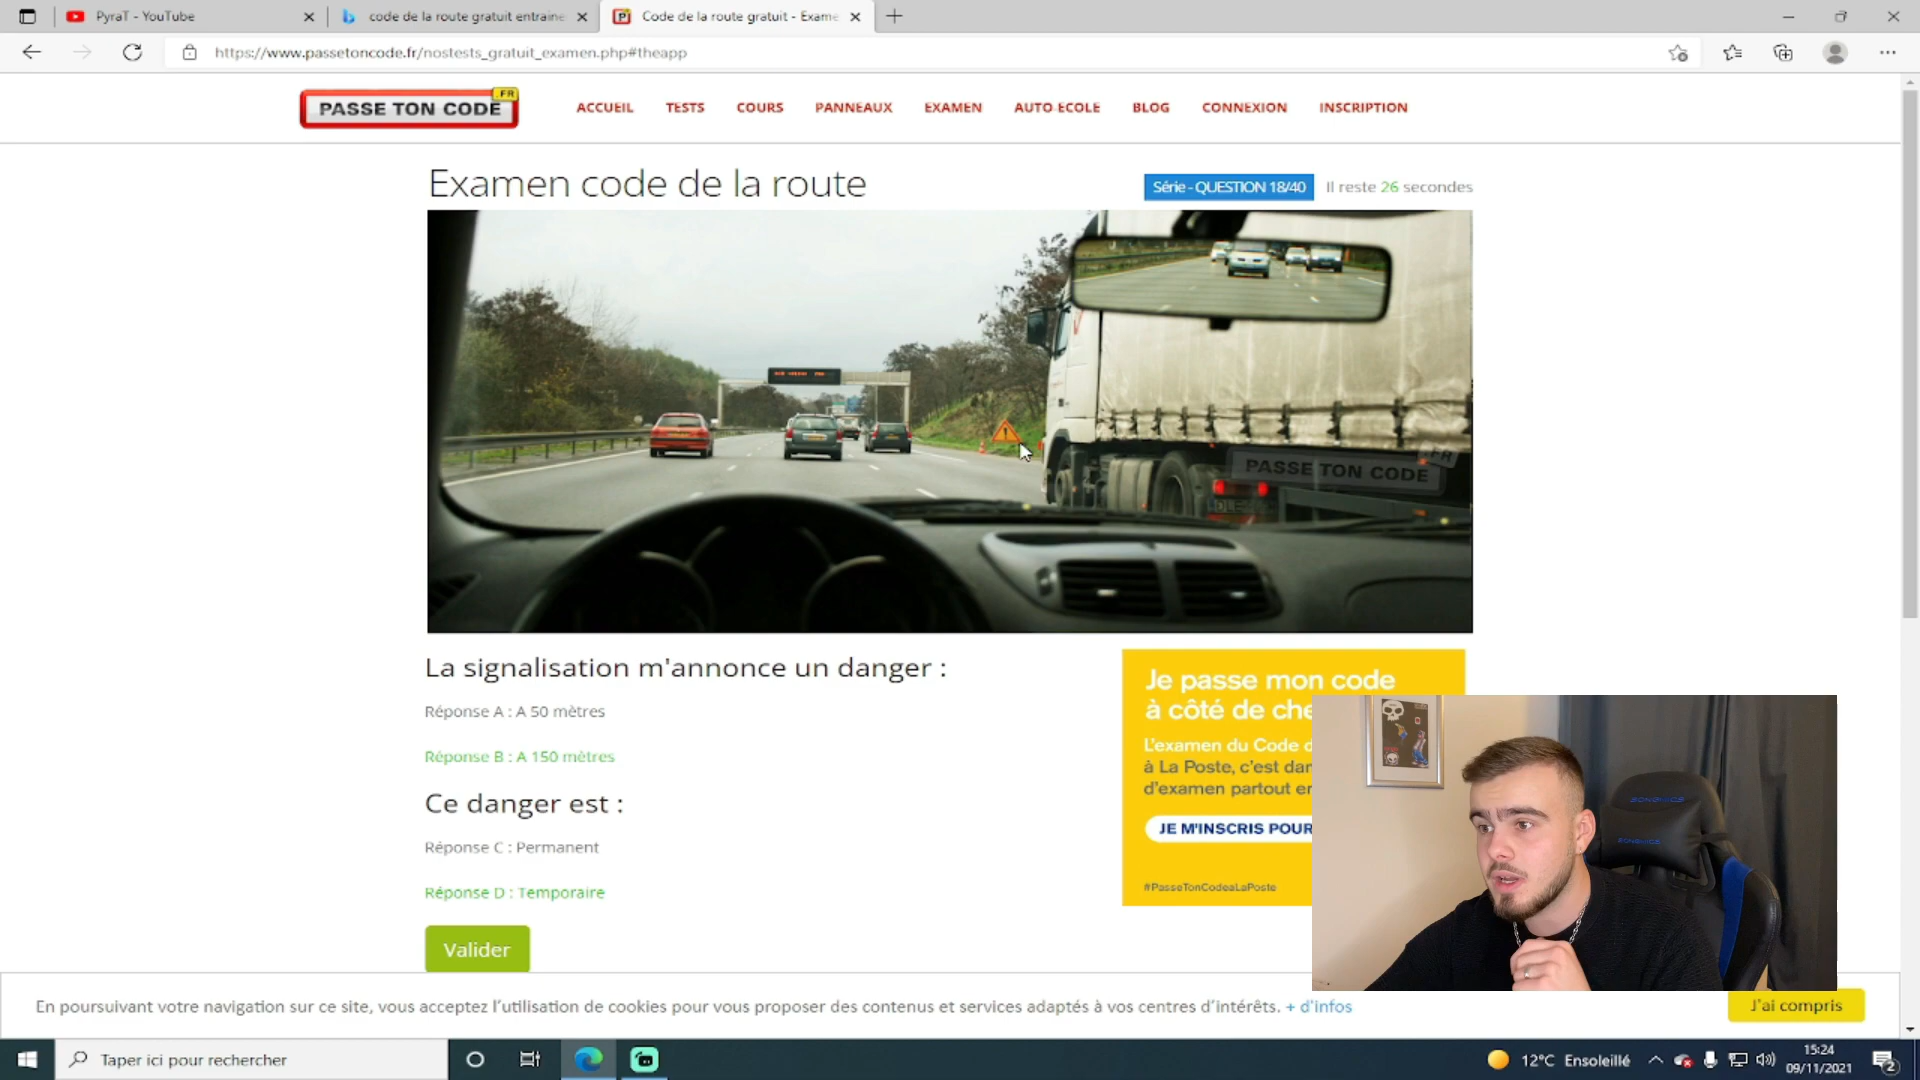 PyraT - YouTube
code de la route gratuit entraine
Code de la route gratuit - Exame
https://www.passetoncode.fr/nostests_gratuit_examen.php#theapp
PASSE TON CODE .FR
ACCUEIL
TESTS
COURS
PANNEAUX
EXAMEN
AUTO ECOLE
BLOG
CONNEXION
INSCRIPTION
Examen code de la route
Série - QUESTION 18/40
Il reste 26 secondes
PASSE TON CODE .FR
La signalisation m'annonce un danger :
Réponse A : A 50 mètres
Réponse B : A 150 mètres
Ce danger est :
Réponse C : Permanent
Réponse D : Temporaire
Valider
Je passe mon code
à côté de che
L'examen du Code d
à La Poste, c'est dan
d'examen partout en
JE M'INSCRIS POUR
#PasseTonCodeaLaPoste
En poursuivant votre navigation sur ce site, vous acceptez l'utilisation de cookies pour vous proposer des contenus et services adaptés à vos centres d'intérêts. + d'infos
J'ai compris
Taper ici pour rechercher
12°C Ensoleillé
15:24
09/11/2021
2